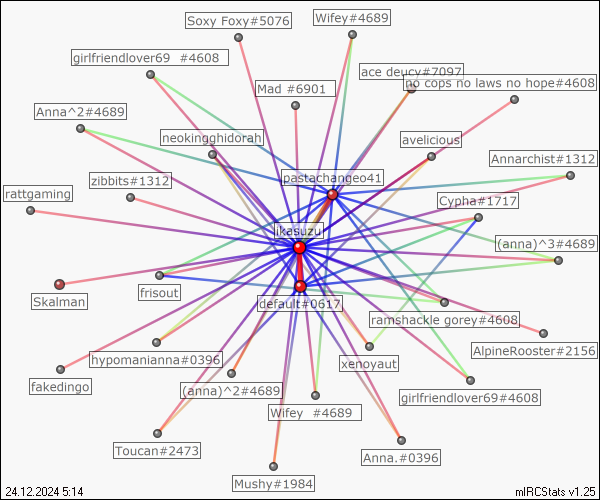 Soxy Foxy#5076
Wifey#4689
girlfriendlover69  #4608
ace deucy#7097
Mad #6901
no cops no laws no hope#4608
Anna^2#4689
neokingghidorah
avelicious
Annarchist#1312
pastachangeo41
zibbits#1312
rattgaming
Cypha#1717
ikasuzu
(anna)^3#4689
Skalman
frisout
default#0617
ramshackle gorey#4608
hypomanianna#0396
xenoyaut
AlpineRooster#2156
fakedingo
(anna)^2#4689
girlfriendlover69#4608
Wifey  #4689
Toucan#2473
Anna.#0396
Mushy#1984
24.12.2024 5:14
mIRCStats v1.25